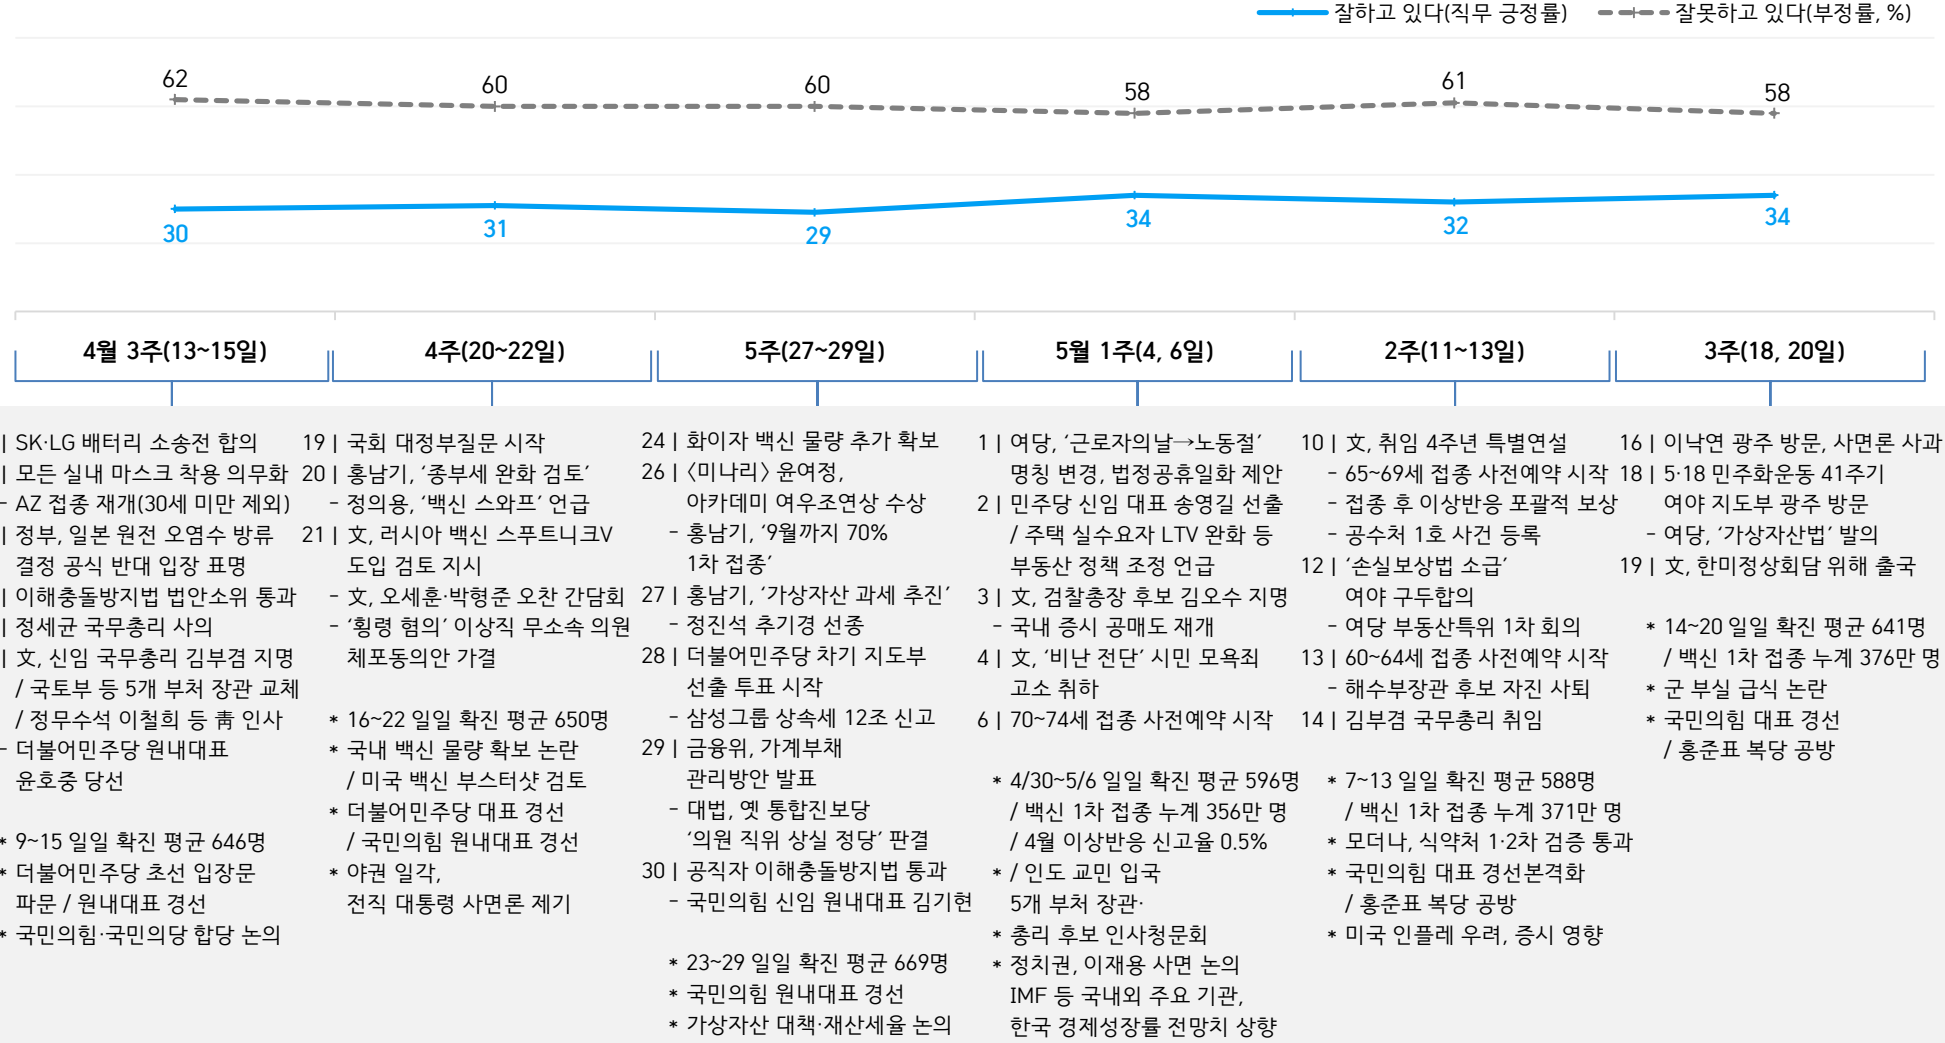 잘하고 있다(직무 긍정률) 잘못하고 있다(부정률, %)
62 60 60 58 61 58
30 31 29 34 32 34
4월 3주(13~15일) 4주(20~22일) 5주(27~29일) 5월 1주(4, 6일) 2주(11~13일) 3주(18, 20일)
| SK·LG 배터리 소송전 합의
| 모든 실내 마스크 착용 의무화
- AZ 접종 재개(30세 미만 제외)
| 정부, 일본 원전 오염수 방류
결정 공식 반대 입장 표명
| 이해충돌방지법 법안소위 통과
| 정세균 국무총리 사의
| 文, 신임 국무총리 김부겸 지명
/ 국토부 등 5개 부처 장관 교체
/ 정무수석 이철희 등 靑 인사
- 더불어민주당 원내대표
윤호중 당선
* 9~15 일일 확진 평균 646명
* 더불어민주당 초선 입장문
파문 / 원내대표 경선
* 국민의힘·국민의당 합당 논의
19 | 국회 대정부질문 시작
20 | 홍남기, ‘종부세 완화 검토’
- 정의용, ‘백신 스와프’ 언급
21 | 文, 러시아 백신 스푸트니크V
도입 검토 지시
- 文, 오세훈·박형준 오찬 간담회
- ‘횡령 혐의’ 이상직 무소속 의원
체포동의안 가결
* 16~22 일일 확진 평균 650명
* 국내 백신 물량 확보 논란
/ 미국 백신 부스터샷 검토
* 더불어민주당 대표 경선
/ 국민의힘 원내대표 경선
* 야권 일각,
전직 대통령 사면론 제기
24 | 화이자 백신 물량 추가 확보
26 | 〈미나리〉 윤여정,
아카데미 여우조연상 수상
- 홍남기, ‘9월까지 70%
1차 접종’
27 | 홍남기, ‘가상자산 과세 추진’
- 정진석 추기경 선종
28 | 더불어민주당 차기 지도부
선출 투표 시작
- 삼성그룹 상속세 12조 신고
29 | 금융위, 가계부채
관리방안 발표
- 대법, 옛 통합진보당
‘의원 직위 상실 정당’ 판결
30 | 공직자 이해충돌방지법 통과
- 국민의힘 신임 원내대표 김기현
* 23~29 일일 확진 평균 669명
* 국민의힘 원내대표 경선
* 가상자산 대책·재산세율 논의
1 | 여당, ‘근로자의날→노동절’
명칭 변경, 법정공휴일화 제안
2 | 민주당 신임 대표 송영길 선출
/ 주택 실수요자 LTV 완화 등
부동산 정책 조정 언급
3 | 文, 검찰총장 후보 김오수 지명
- 국내 증시 공매도 재개
4 | 文, ‘비난 전단’ 시민 모욕죄
고소 취하
6 | 70~74세 접종 사전예약 시작
* 4/30~5/6 일일 확진 평균 596명
/ 백신 1차 접종 누계 356만 명
/ 4월 이상반응 신고율 0.5%
* / 인도 교민 입국
5개 부처 장관·
* 총리 후보 인사청문회
* 정치권, 이재용 사면 논의
IMF 등 국내외 주요 기관,
한국 경제성장률 전망치 상향
10 | 文, 취임 4주년 특별연설
- 65~69세 접종 사전예약 시작
- 접종 후 이상반응 포괄적 보상
- 공수처 1호 사건 등록
12 | ‘손실보상법 소급’
여야 구두합의
- 여당 부동산특위 1차 회의
13 | 60~64세 접종 사전예약 시작
- 해수부장관 후보 자진 사퇴
14 | 김부겸 국무총리 취임
* 7~13 일일 확진 평균 588명
/ 백신 1차 접종 누계 371만 명
* 모더나, 식약처 1·2차 검증 통과
* 국민의힘 대표 경선본격화
/ 홍준표 복당 공방
* 미국 인플레 우려, 증시 영향
16 | 이낙연 광주 방문, 사면론 사과
18 | 5·18 민주화운동 41주기
여야 지도부 광주 방문
- 여당, ‘가상자산법’ 발의
19 | 文, 한미정상회담 위해 출국
* 14~20 일일 확진 평균 641명
/ 백신 1차 접종 누계 376만 명
* 군 부실 급식 논란
* 국민의힘 대표 경선
/ 홍준표 복당 공방